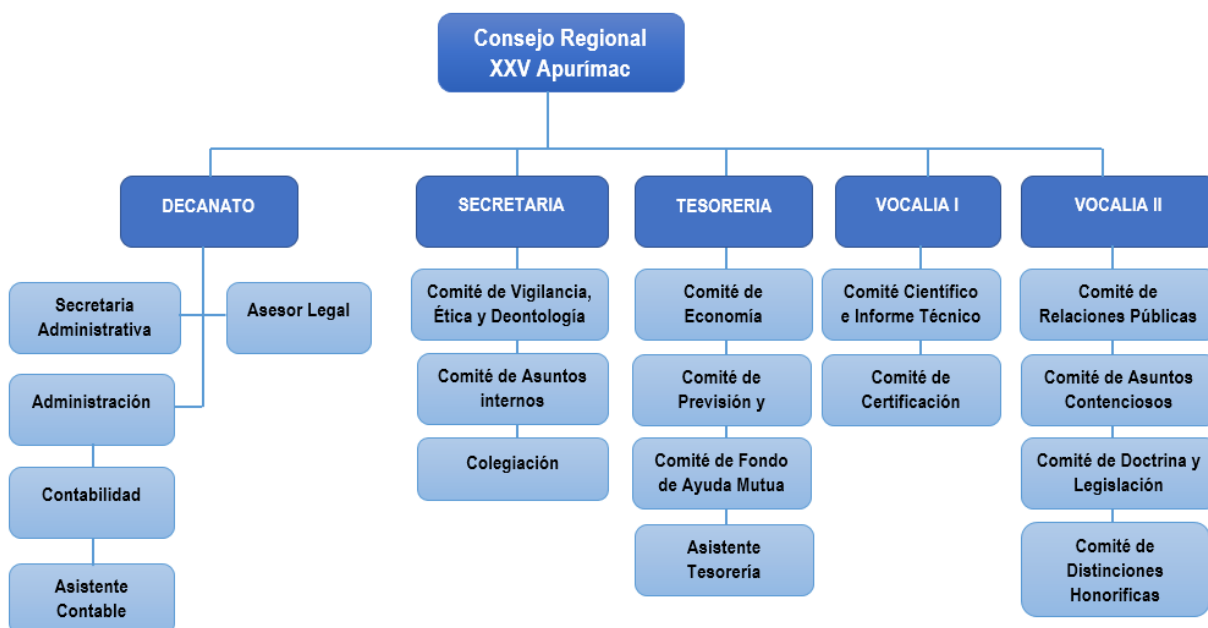 Consejo Regional
XXV Apurímac
DECANATO
SECRETARIA
TESORERIA
VOCALIA I
VOCALIA II
Secretaria
Administrativa
Asesor Legal
Administración
Contabilidad
Asistente
Contable
Comité de Vigilancia,
Ética y Deontología
Comité de Asuntos
internos
Colegiación
Comité de
Economía
Comité de
Previsión y
Comité de Fondo
de Ayuda Mutua
Asistente
Tesorería
Comité Científico
e Informe Técnico
Comité de
Certificación
Comité de
Relaciones Públicas
Comité de Asuntos
Contenciosos
Comité de Doctrina y
Legislación
Comité de
Distinciones
Honorificas